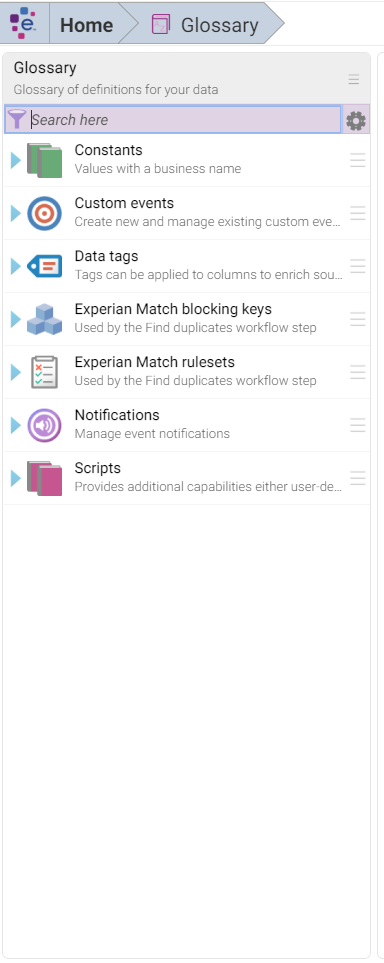 Home
Glossary
Glossary
Glossary of definitions for your data
Search here
Constants
Values with a business name
Custom events
Create new and manage existing custom eve...
Data tags
Tags can be applied to columns to enrich sou...
Experian Match blocking keys
Used by the Find duplicates workflow step
Experian Match rulesets
Used by the Find duplicates workflow step
Notifications
Manage event notifications
Scripts
Provides additional capabilities either user-de...